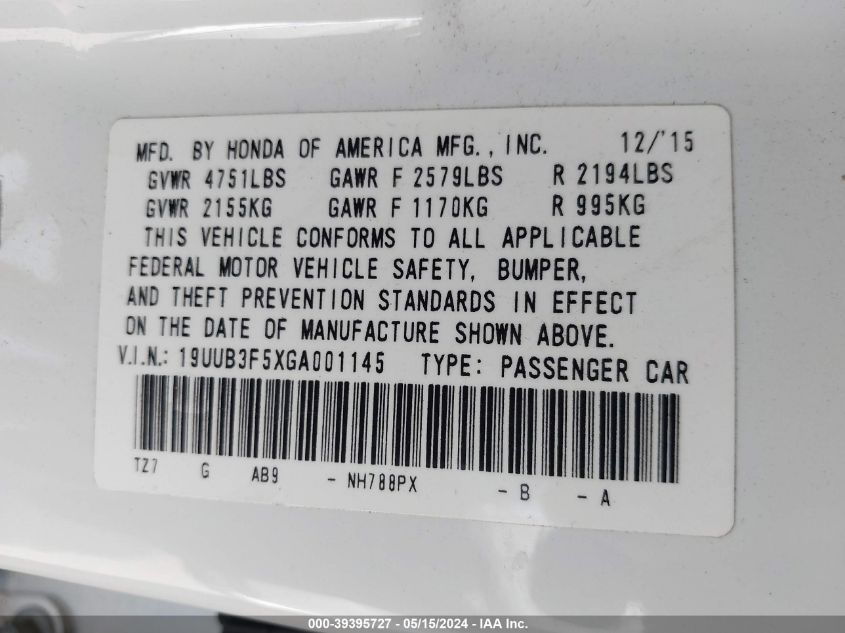 MFD. BY HONDA OF AMERICA MFG., INC. 12/'15
GVWR 4751LBS GAWR F 2579LBS R 2194LBS
GVWR 2155KG GAWR F 1170KG R 995KG
THIS VEHICLE CONFORMS TO ALL APPLICABLE
FEDERAL MOTOR VEHICLE SAFETY, BUMPER,
AND THEFT PREVENTION STANDARDS IN EFFECT
ON THE DATE OF MANUFACTURE SHOWN ABOVE.
V.I.N.: 19UUB3F5XGA001145 TYPE: PASSENGER CAR
TZ7 G AB9 - NH788PX - B - A
000-39395727 - 05/15/2024 - IAA Inc.